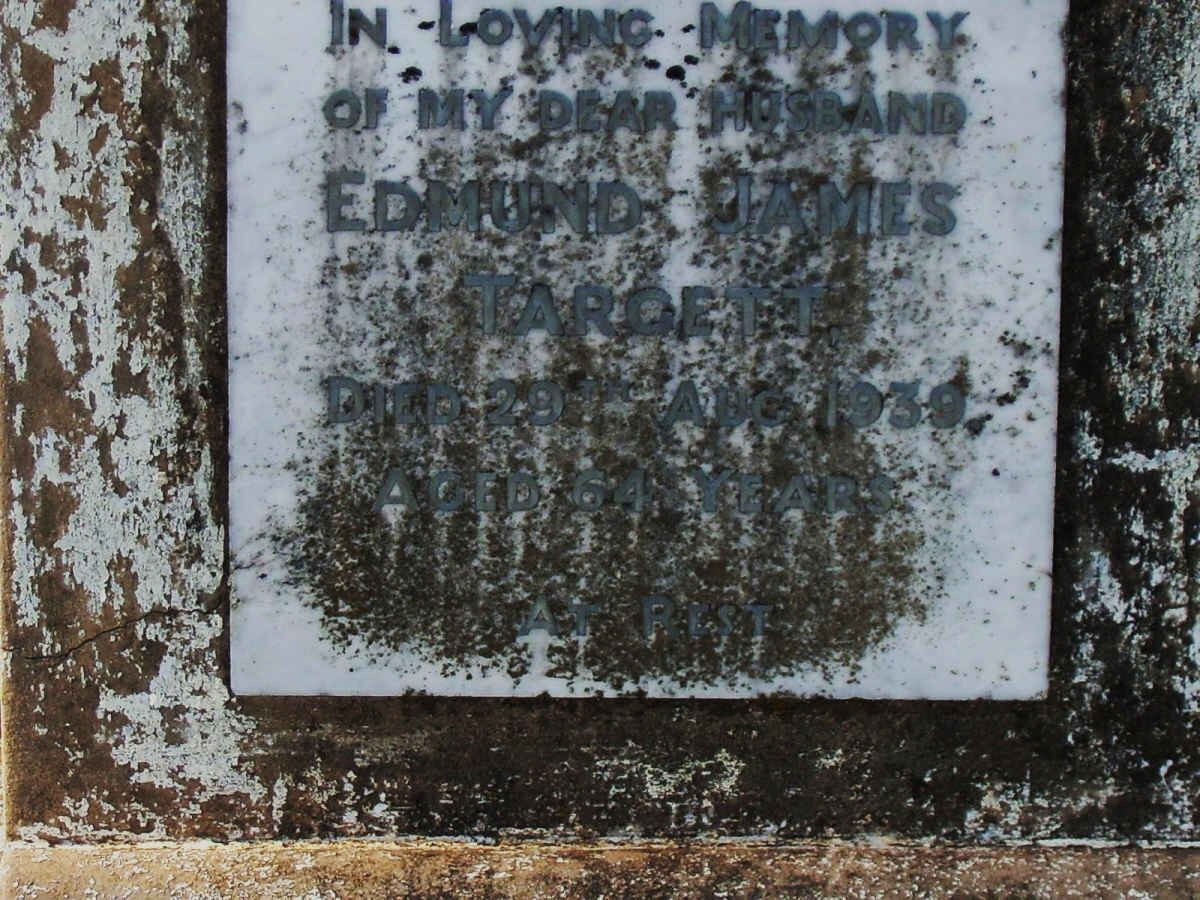 In Loving Memory
of my dear Husband
Edmund James
Targett.
Died 29th Aug. 1939
Aged 64 Years
At Rest